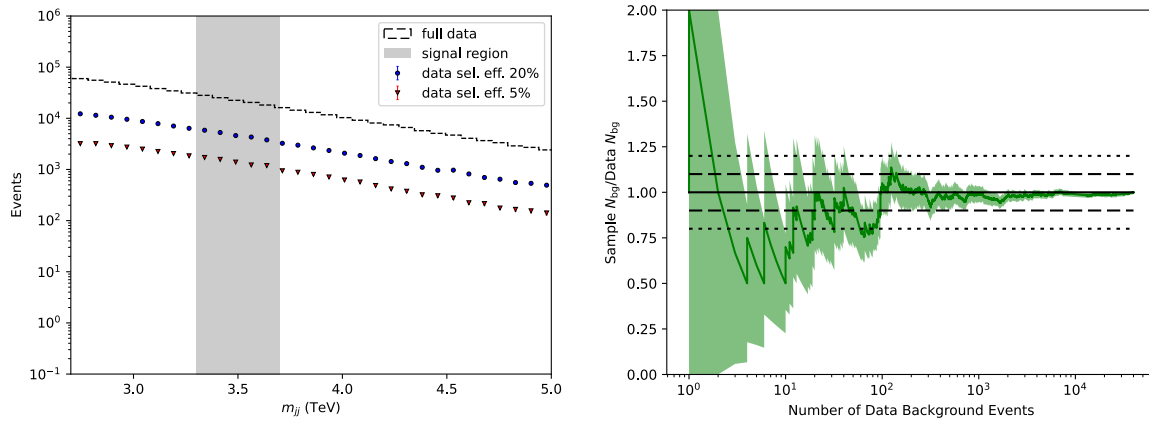 10^6
10^5
10^4
10^3
10^2
10^1
10^0
10^-1
Events
full data
signal region
data sel. eff. 20%
data sel. eff. 5%
3.0 3.5 4.0 4.5 5.0
m_jj (TeV)
2.00
1.75
1.50
1.25
1.00
0.75
0.50
0.25
0.00
Sample N_bg/Data N_bg
10^0 10^1 10^2 10^3 10^4
Number of Data Background Events